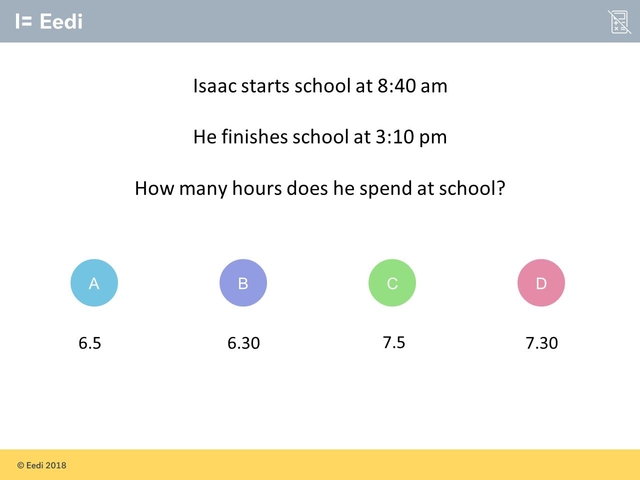 I= Eedi
Isaac starts school at 8:40 am
He finishes school at 3:10 pm
How many hours does he spend at school?
A B C D
6.5 6.30 7.5 7.30
© Eedi 2018